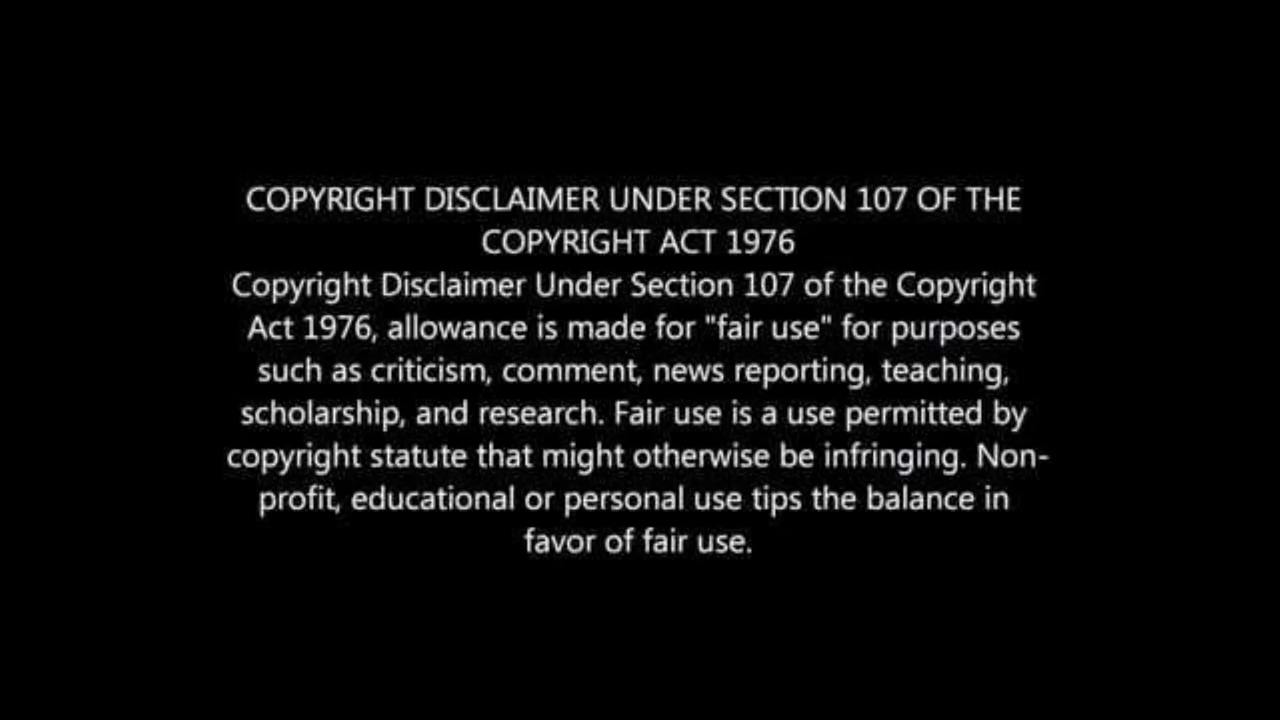 COPYRIGHT DISCLAIMER UNDER SECTION 107 OF THE
COPYRIGHT ACT 1976
Copyright Disclaimer Under Section 107 of the Copyright
Act 1976, allowance is made for "fair use" for purposes
such as criticism, comment, news reporting, teaching,
scholarship, and research. Fair use is a use permitted by
copyright statute that might otherwise be infringing. Non-
profit, educational or personal use tips the balance in
favor of fair use.